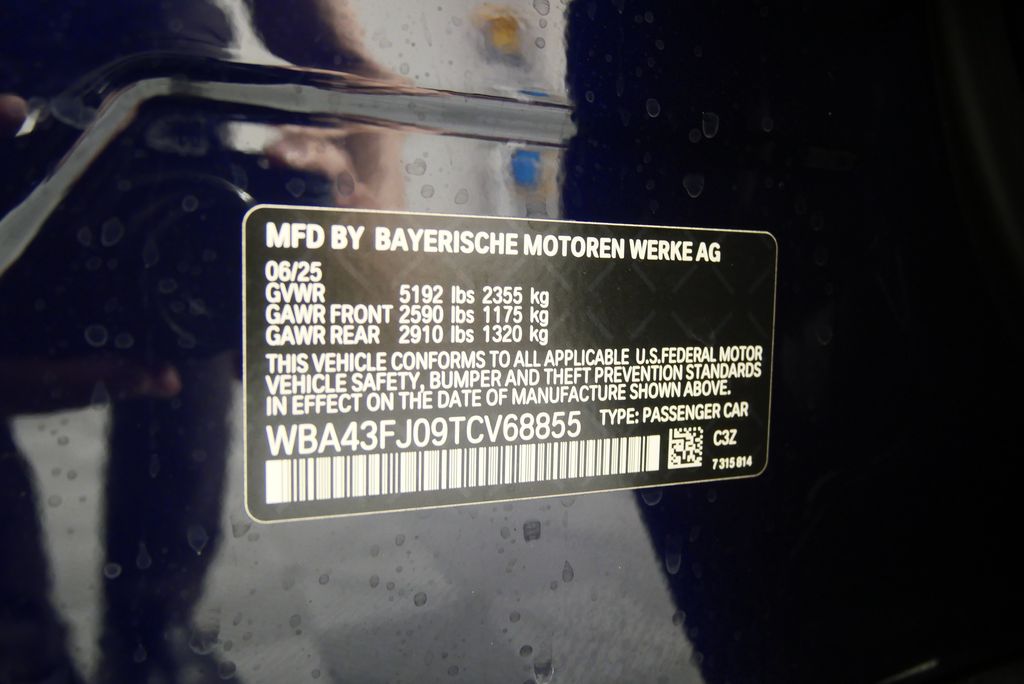 MFD BY BAYERISCHE MOTOREN WERKE AG
06/25
GVWR 5192 lbs 2355 kg
GAWR FRONT 2590 lbs 1175 kg
GAWR REAR 2910 lbs 1320 kg
THIS VEHICLE CONFORMS TO ALL APPLICABLE U.S.FEDERAL MOTOR
VEHICLE SAFETY, BUMPER AND THEFT PREVENTION STANDARDS
IN EFFECT ON THE DATE OF MANUFACTURE SHOWN ABOVE.
WBA43FJ09TCV68855 TYPE: PASSENGER CAR
C3Z
7315814